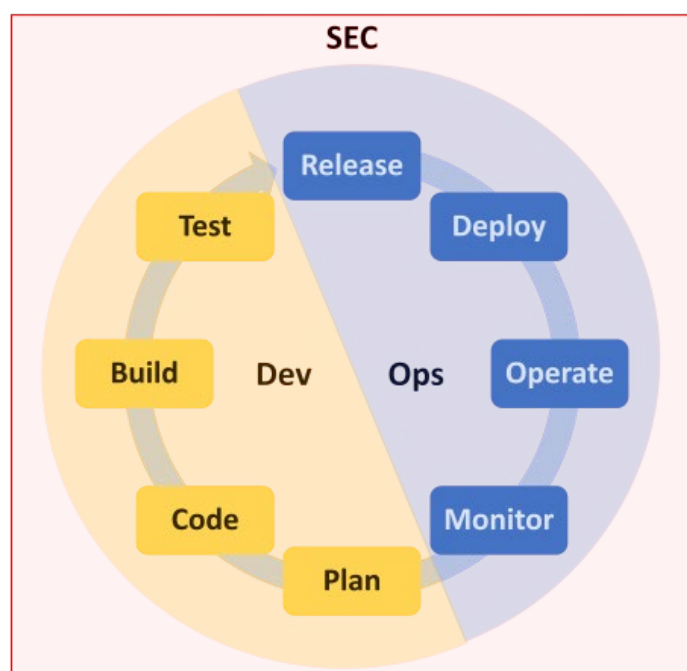 SEC
Release
Test
Deploy
Build
Dev
Ops
Operate
Code
Monitor
Plan